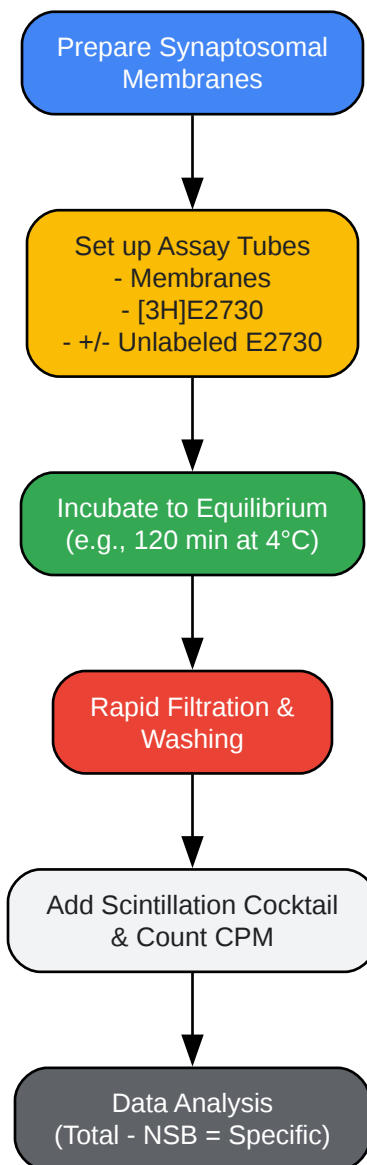 Prepare Synaptosomal
Membranes
Set up Assay Tubes
- Membranes
- [3H]E2730
- +/- Unlabeled E2730
Incubate to Equilibrium
(e.g., 120 min at 4°C)
Rapid Filtration &
Washing
Add Scintillation Cocktail
& Count CPM
Data Analysis
(Total - NSB = Specific)